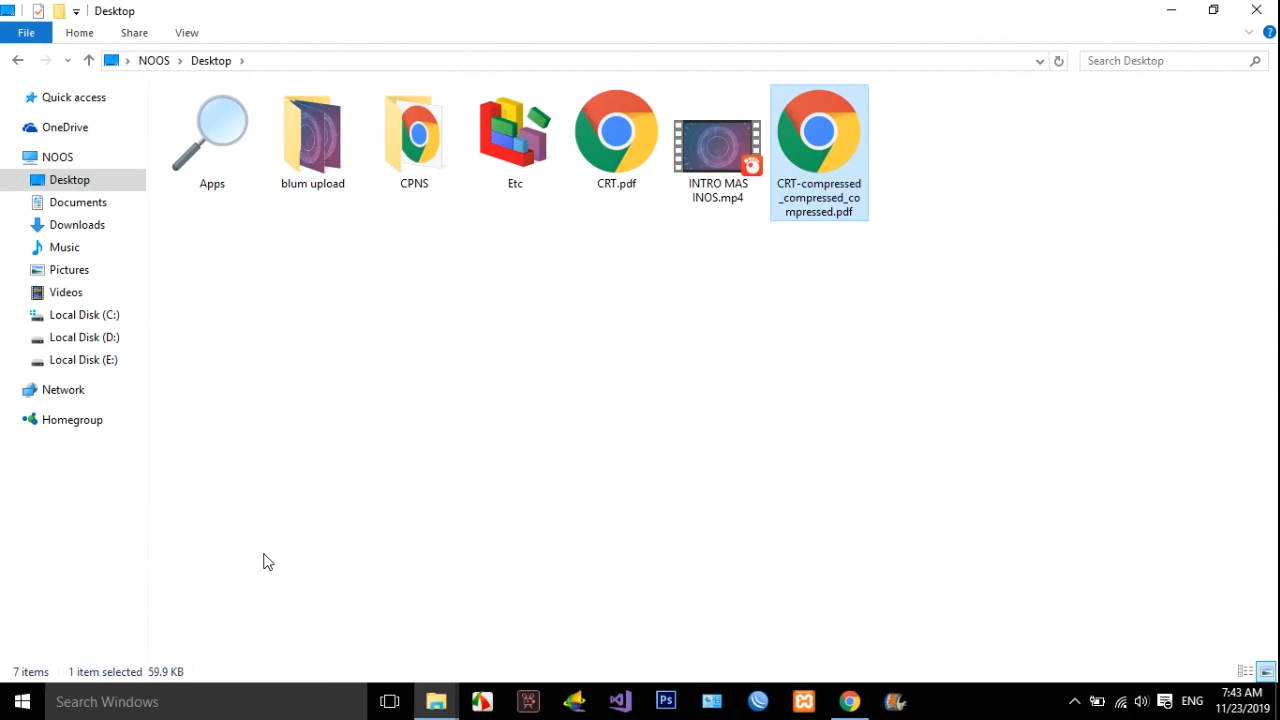 Desktop
File
Home
Share
View
NOOS
Desktop
Search Desktop
Quick access
OneDrive
NOOS
Desktop
Documents
Downloads
Music
Pictures
Videos
Local Disk (C:)
Local Disk (D:)
Local Disk (E:)
Network
Homegroup
Apps
blum upload
CPNS
Etc
CRT.pdf
INTRO MAS
INOS.mp4
CRT-compressed
_compressed_co
mpressed.pdf
7 items
1 item selected 59.9 KB
Search Windows
Ps
ENG
7:43 AM
11/23/2019